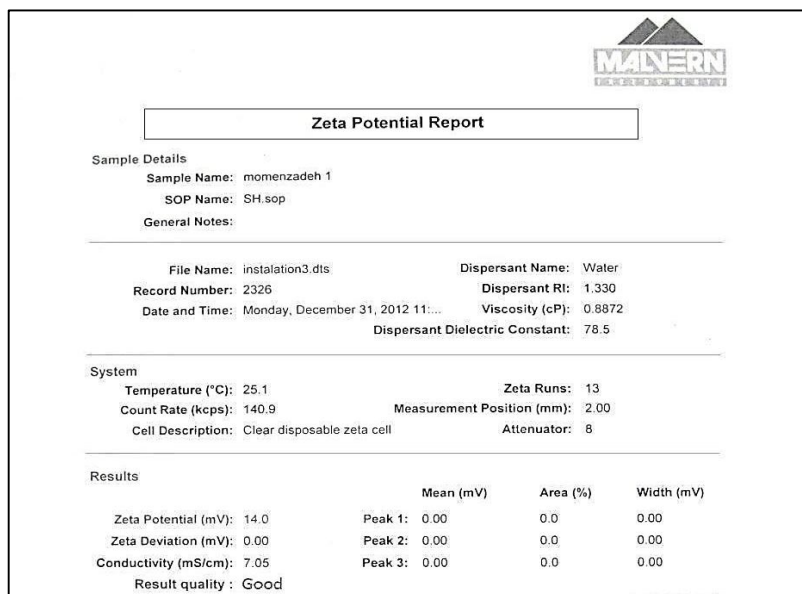 MALVERN
Zeta Potential Report
Sample Details
Sample Name: momenzadeh 1
SOP Name: SH.sop
General Notes:
File Name: instalation3.dts Dispersant Name: Water
Record Number: 2326 Dispersant RI: 1.330
Date and Time: Monday, December 31, 2012 11:... Viscosity (cP): 0.8872
Dispersant Dielectric Constant: 78.5
System
Temperature (°C): 25.1 Zeta Runs: 13
Count Rate (kcps): 140.9 Measurement Position (mm): 2.00
Cell Description: Clear disposable zeta cell Attenuator: 8
Results
Mean (mV) Area (%) Width (mV)
Zeta Potential (mV): 14.0 Peak 1: 0.00 0.0 0.00
Zeta Deviation (mV): 0.00 Peak 2: 0.00 0.0 0.00
Conductivity (mS/cm): 7.05 Peak 3: 0.00 0.0 0.00
Result quality : Good